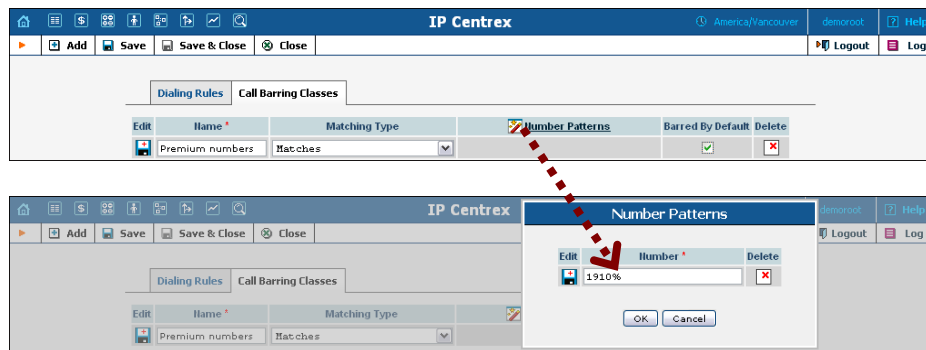 IP Centrex America/Vancouver demoroot ? Help
Add Save Save & Close Close Logout Log
Dialing Rules Call Barring Classes
Edit Name * Matching Type Number Patterns Barred By Default Delete
Premium numbers Matches
IP Centrex demoroot ? Help
Add Save Save & Close Close Logout Log
Number Patterns
Edit Number * Delete
1910%
OK Cancel
Dialing Rules Call Barring Classes
Edit Name * Matching Type
Premium numbers Matches